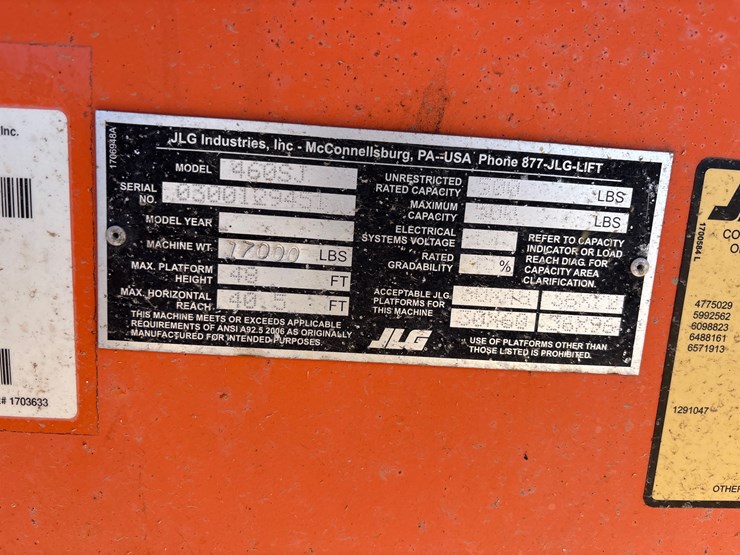 Inc.
# 1703633
1706948A
JLG Industries, Inc - McConnellsburg, PA--USA Phone 877-JLG-LIFT
MODEL 460SJ
SERIAL
NO.
MODEL YEAR
MACHINE WT. 17000 LBS
MAX. PLATFORM
HEIGHT 48 FT
MAX. HORIZONTAL
REACH 40.5 FT
THIS MACHINE MEETS OR EXCEEDS APPLICABLE
REQUIREMENTS OF ANSI A92.5 2006 AS ORIGINALLY
MANUFACTURED FOR INTENDED PURPOSES.
JLG
UNRESTRICTED
RATED CAPACITY LBS
MAXIMUM
CAPACITY LBS
ELECTRICAL
SYSTEMS VOLTAGE
RATED
GRADABILITY %
REFER TO CAPACITY
INDICATOR OR LOAD
REACH DIAG. FOR
CAPACITY AREA
CLARIFICATION.
ACCEPTABLE JLG
PLATFORMS FOR
THIS MACHINE
USE OF PLATFORMS OTHER THAN
THOSE LISTED IS PROHIBITED.
1700584 L
CO
4775029
5992562
6098823
6488161
6571913
1291047
OTHER